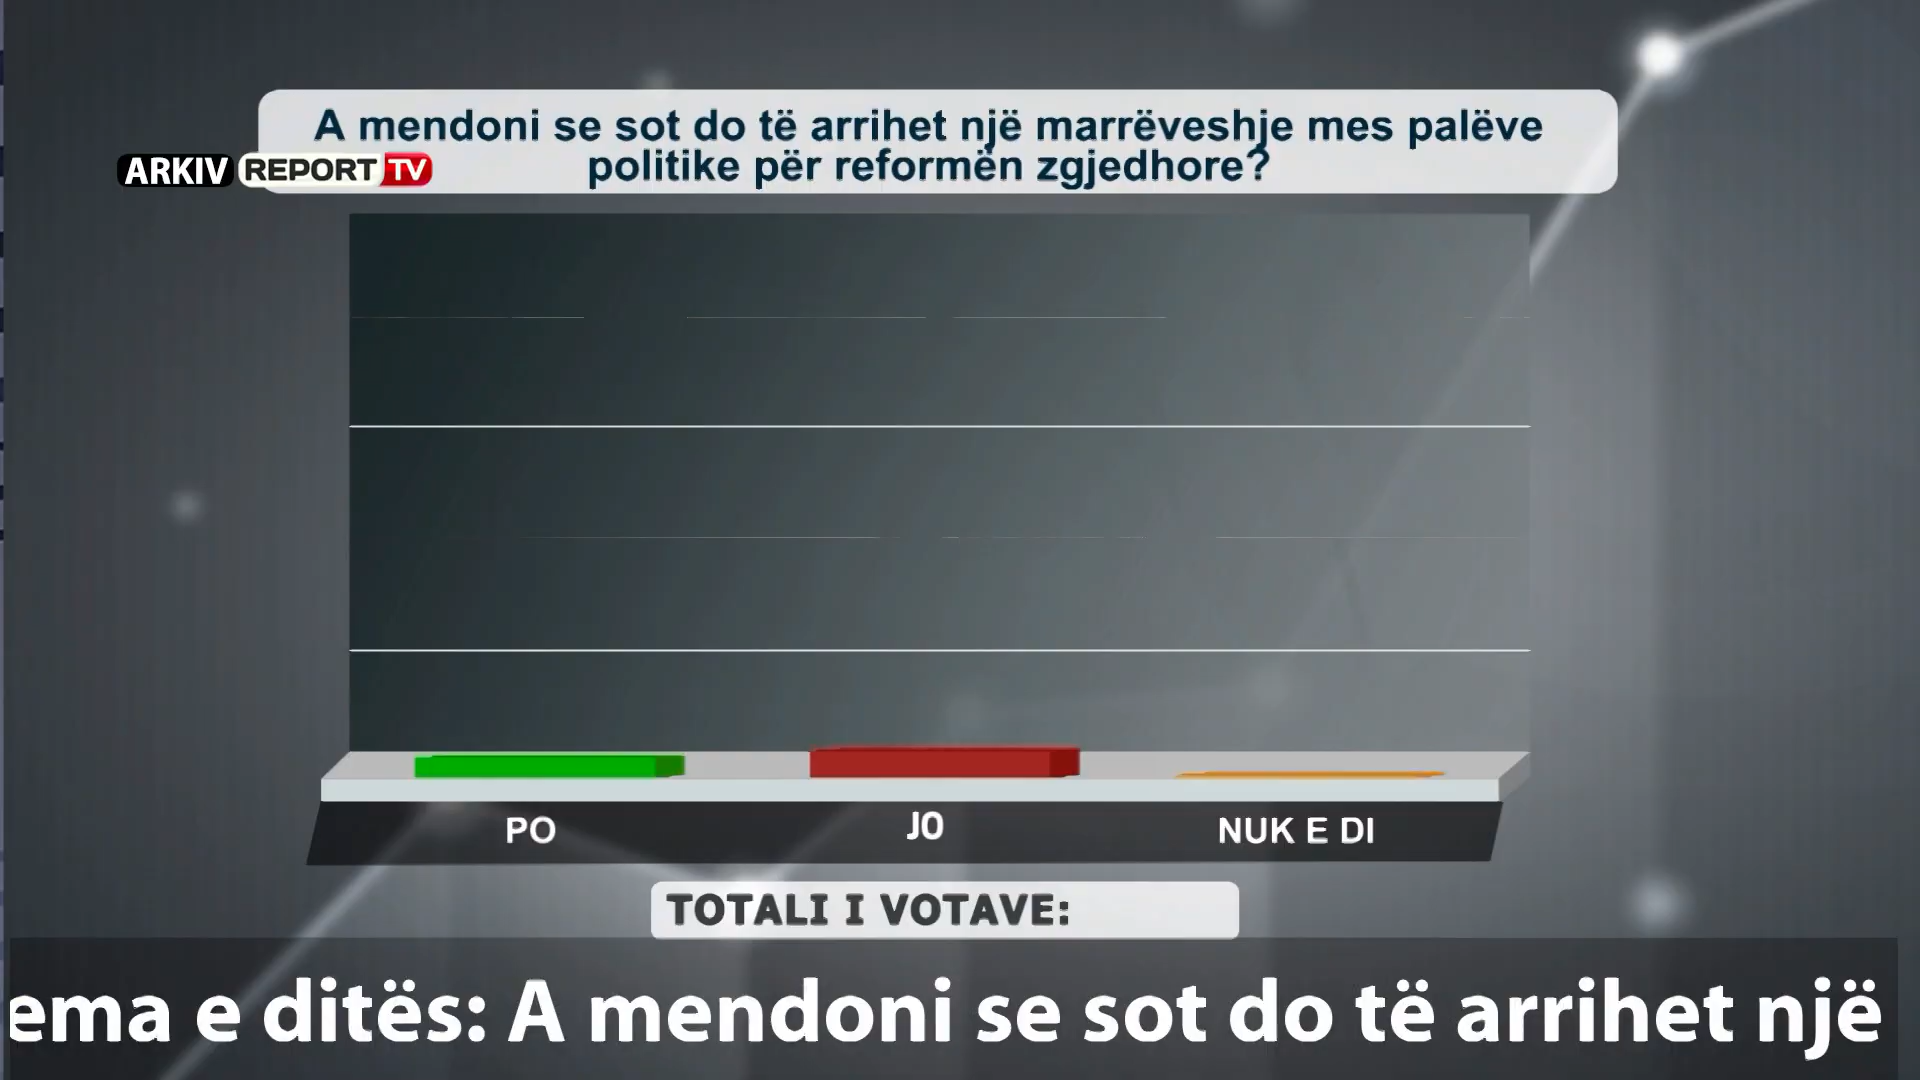 A mendoni se sot do të arrihet një marrëveshje mes palëve
politike për reformën zgjedhore?
ARKIV REPORT TV
PO
JO
NUK E DI
TOTALI I VOTAVE:
ema e ditës: A mendoni se sot do të arrihet një